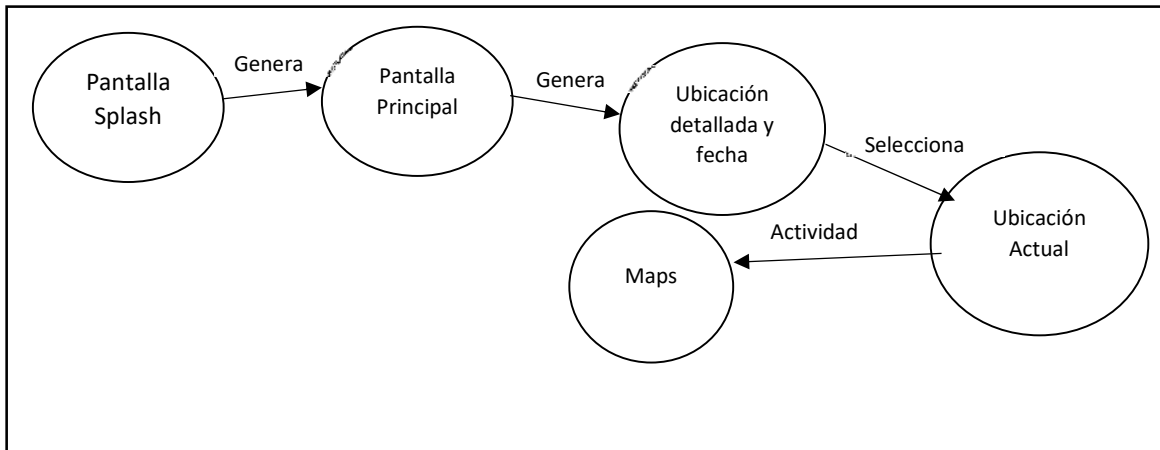 Pantalla
Splash
Genera
Pantalla
Principal
Genera
Ubicación
detallada y
fecha
Selecciona
Ubicación
Actual
Actividad
Maps